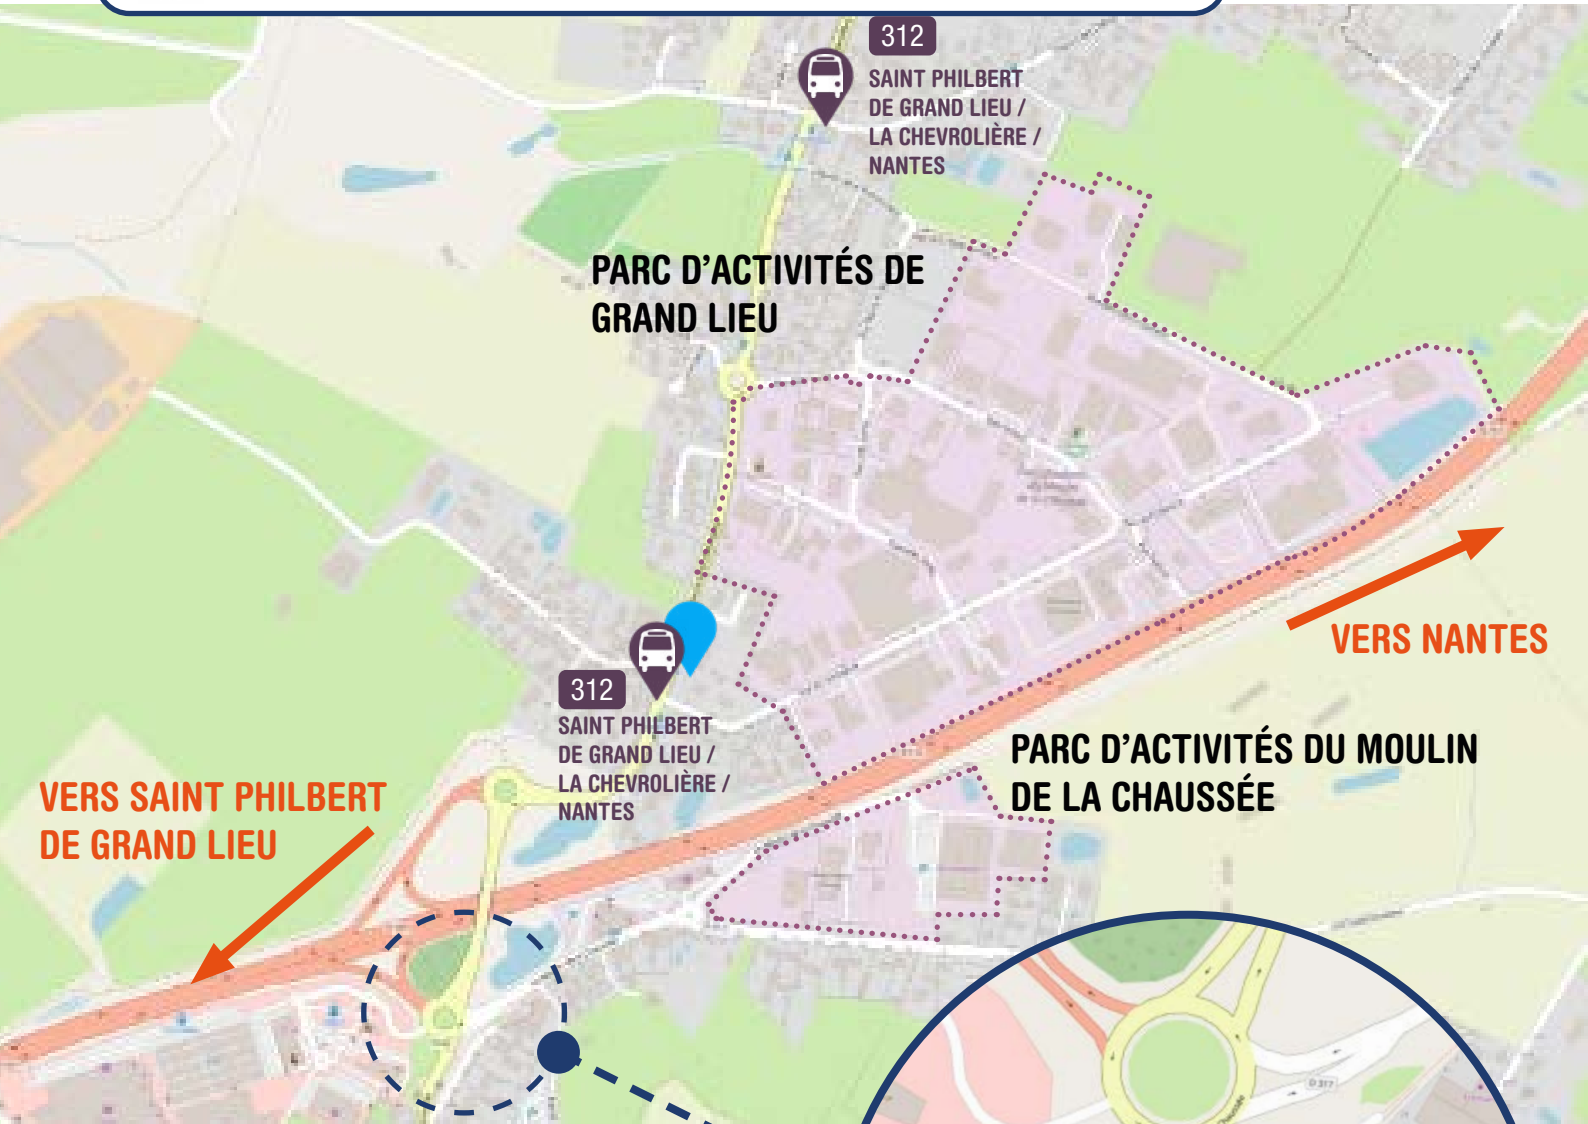 312
SAINT PHILBERT
DE GRAND LIEU /
LA CHEVROLIÈRE /
NANTES
PARC D'ACTIVITÉS DE
GRAND LIEU
VERS NANTES
312
SAINT PHILBERT
DE GRAND LIEU /
LA CHEVROLIÈRE /
NANTES
PARC D'ACTIVITÉS DU MOULIN
DE LA CHAUSSÉE
VERS SAINT PHILBERT
DE GRAND LIEU
D 317